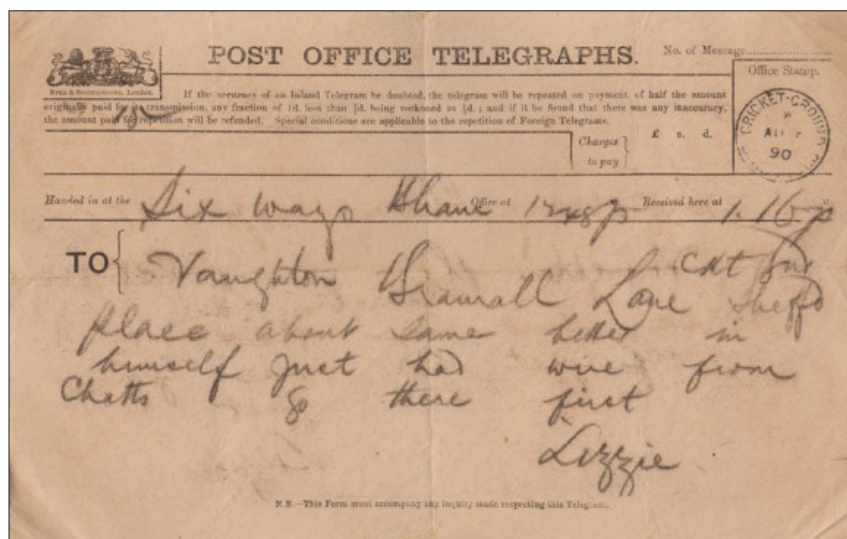 POST OFFICE TELEGRAPHS.
No. of Message
Office Stamp.
If the accuracy of an Inland Telegram be doubted, the telegram will be repeated on payment of half the amount
originally paid for its transmission, any fraction of 1d. less than ½d. being reckoned as ½d.; and if it be found that there was any inaccuracy,
the amount paid for repetition will be refunded. Special conditions are applicable to the repetition of Foreign Telegrams.
Charges to pay
£ s. d.
CRICKET-GROUND
90
Handed in at the Six Ways Office at 1248p Received here at 1.16p
TO Vaughton Bramall Lane Sheffd
place about same better in
himself just had wire from
Chatts go there first
Lizzie
N.B.—This Form must accompany any inquiry made respecting this Telegram.